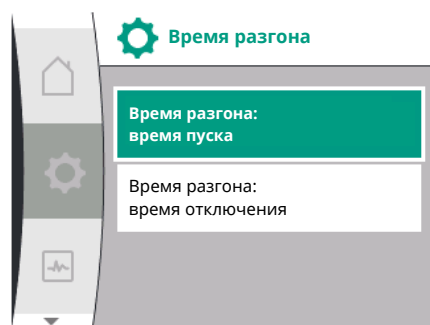 Время разгона
Время разгона:
время пуска
Время разгона:
время отключения